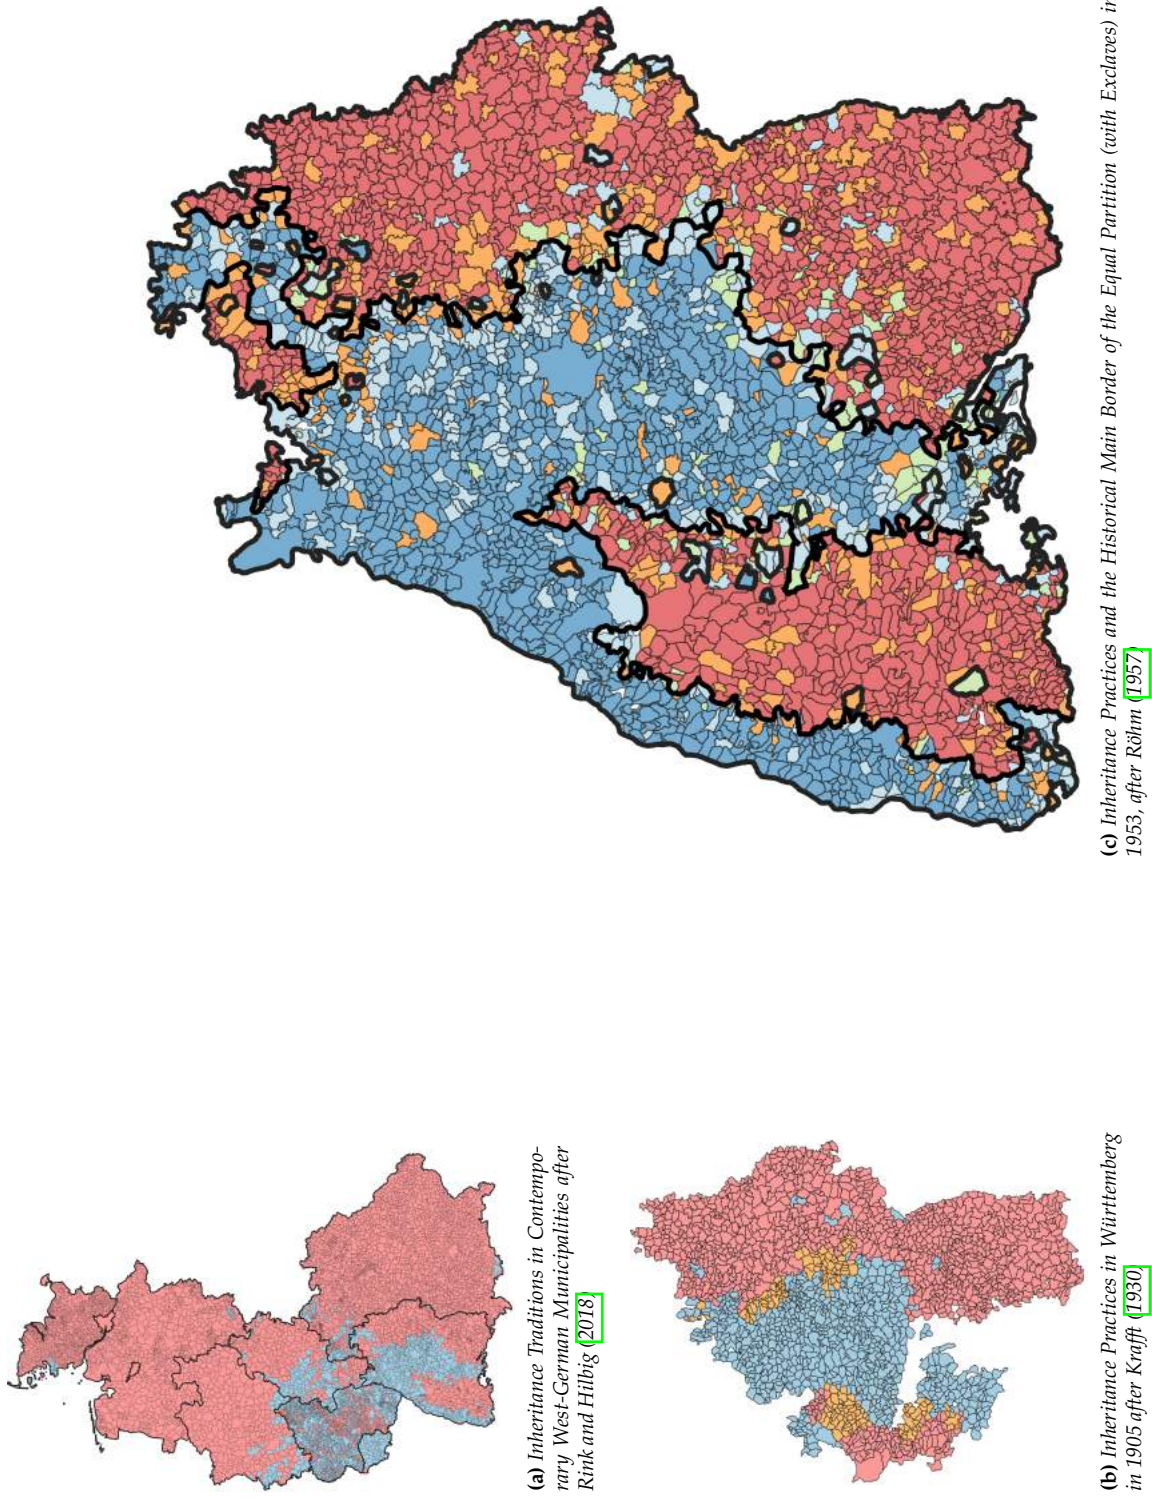 (a) Inheritance Traditions in Contempo-
rary West-German Municipalities after
Rink and Hilbig (2018)
(b) Inheritance Practices in Württemberg
in 1905 after Krafft (1930)
(c) Inheritance Practices and the Historical Main Border of the Equal Partition (with Exclaves) in
1953, after Röhm (1957)